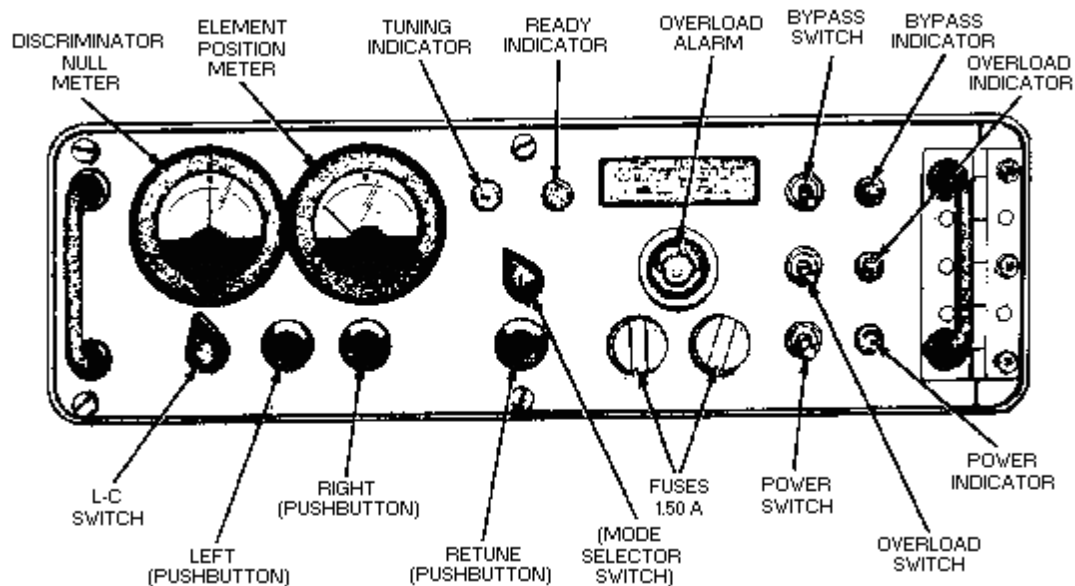 DISCRIMINATOR
NULL
METER
ELEMENT
POSITION
METER
TUNING
INDICATOR
READY
INDICATOR
OVERLOAD
ALARM
BYPASS
SWITCH
BYPASS
INDICATOR
OVERLOAD
INDICATOR
L-C
SWITCH
LEFT
(PUSHBUTTON)
RIGHT
(PUSHBUTTON)
RETUNE
(PUSHBUTTON)
(MODE
SELECTOR
SWITCH)
FUSES
1.50 A
POWER
SWITCH
OVERLOAD
SWITCH
POWER
INDICATOR